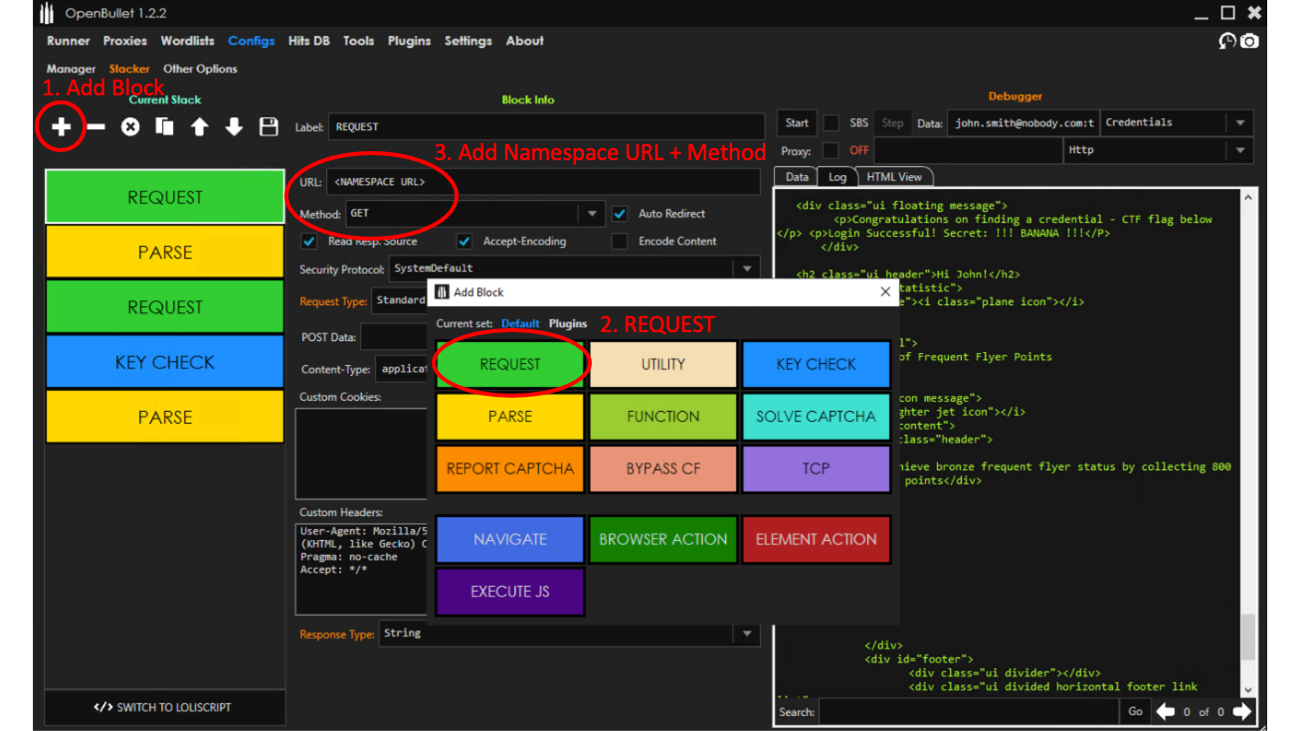 OpenBullet 1.2.2
Runner Proxies Wordlists Configs Hits DB Tools Plugins Settings About
Manager Stacker Other Options
1. Add Block
Current Stack
Block Info
Debugger
Label: REQUEST
Start SBS Step Data: john.smith@nobody.com:t Credentials
3. Add Namespace URL + Method
Proxy: OFF Http
URL: <NAMESPACE URL>
Data Log HTML View
Method: GET Auto Redirect
Read Resp. Source Accept-Encoding Encode Content
Security Protocol: SystemDefault
Request Type: Standard
POST Data:
Content-Type: applicat
Custom Cookies:
Custom Headers:
User-Agent: Mozilla/5
(KHTML, like Gecko) C
Pragma: no-cache
Accept: */*
Response Type: String
REQUEST
PARSE
REQUEST
KEY CHECK
PARSE
</> SWITCH TO LOLISCRIPT
Add Block
Current set: Default Plugins
2. REQUEST
REQUEST UTILITY KEY CHECK
PARSE FUNCTION SOLVE CAPTCHA
REPORT CAPTCHA BYPASS CF TCP
NAVIGATE BROWSER ACTION ELEMENT ACTION
EXECUTE JS
<div class="ui floating message">
<p>Congratulations on finding a credential - CTF flag below
</p> <p>Login Successful! Secret: !!! BANANA !!!</P>
</div>
<h2 class="ui header">Hi John!</h2>
tatistic">
e"><i class="plane icon"></i>
l">
of Frequent Flyer Points
con message">
ghter jet icon"></i>
content">
class="header">
hieve bronze frequent flyer status by collecting 800
points</div>
</div>
<div id="footer">
<div class="ui divider"></div>
<div class="ui divided horizontal footer link
Search: Go 0 of 0